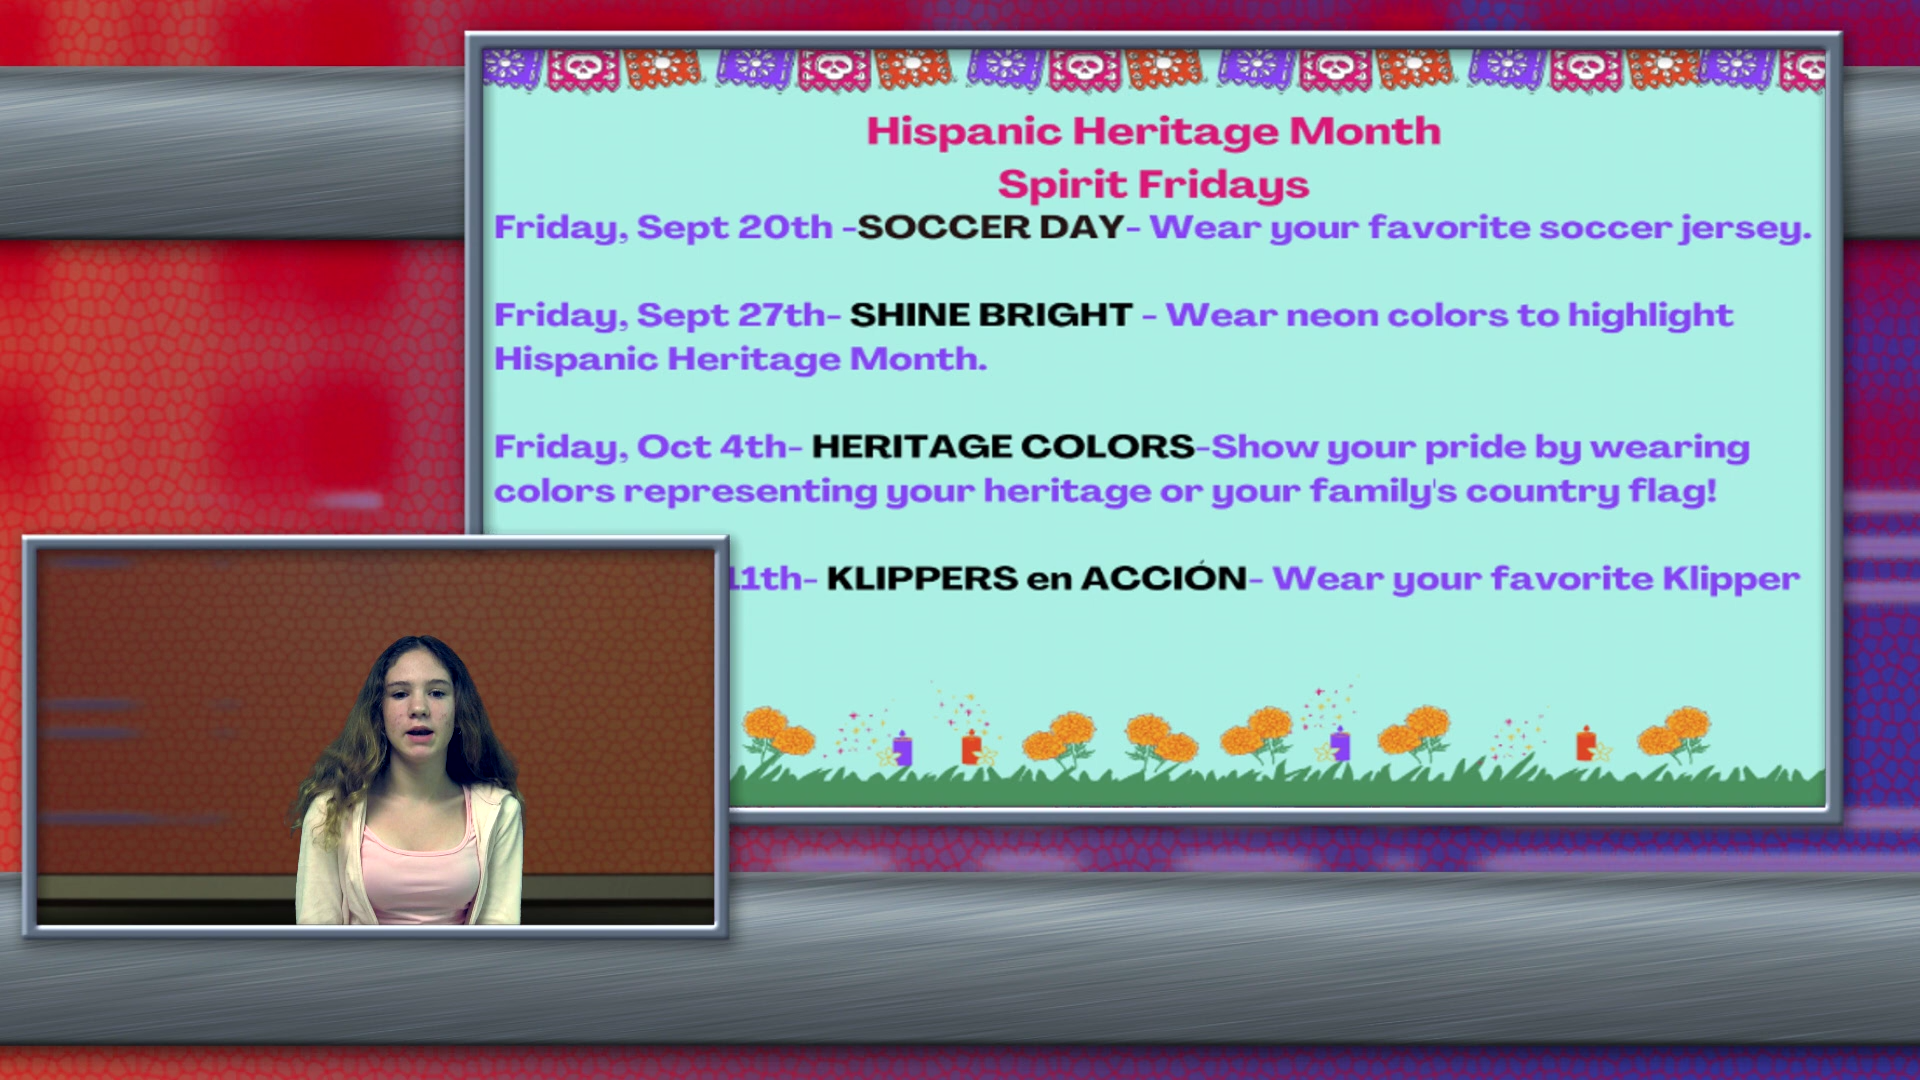 Hispanic Heritage Month
Spirit Fridays
Friday, Sept 20th -SOCCER DAY- Wear your favorite soccer jersey.
Friday, Sept 27th- SHINE BRIGHT - Wear neon colors to highlight
Hispanic Heritage Month.
Friday, Oct 4th- HERITAGE COLORS-Show your pride by wearing
colors representing your heritage or your family's country flag!
11th- KLIPPERS en ACCIÓN- Wear your favorite Klipper